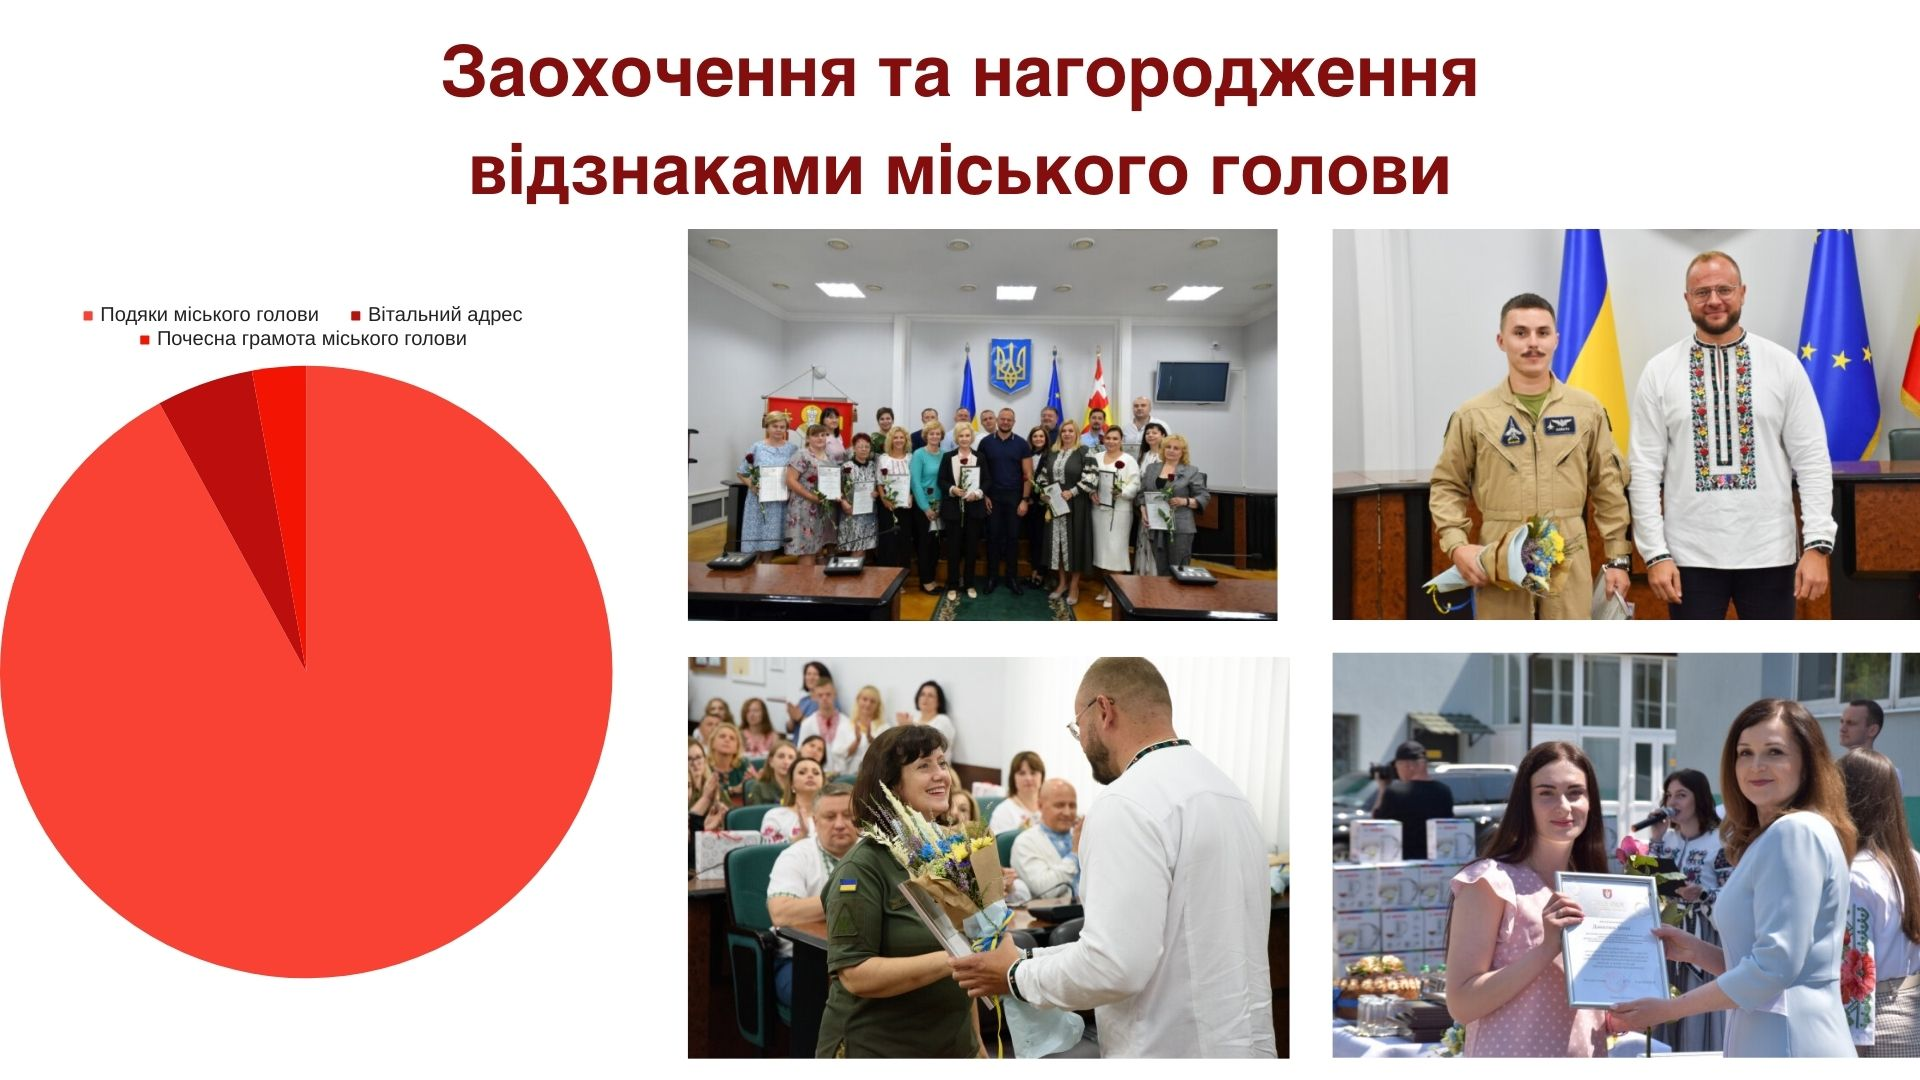 Заохочення та нагородження
відзнаками міського голови
Подяки міського голови Вітальний адрес
Почесна грамота міського голови